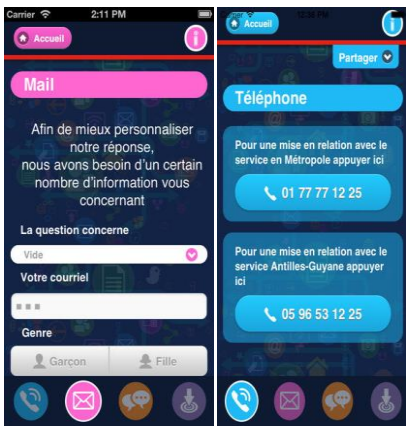 Carrier 2:11 PM
Accueil
Mail
Afin de mieux personnaliser
notre réponse,
nous avons besoin d'un certain
nombre d'information vous
concernant
La question concerne
Vide
Votre courriel
Genre
Garçon
Fille
Accueil
Partager
Téléphone
Pour une mise en relation avec le
service en Métropole appuyer ici
01 77 77 12 25
Pour une mise en relation avec le
service Antilles-Guyane appuyer
ici
05 96 53 12 25